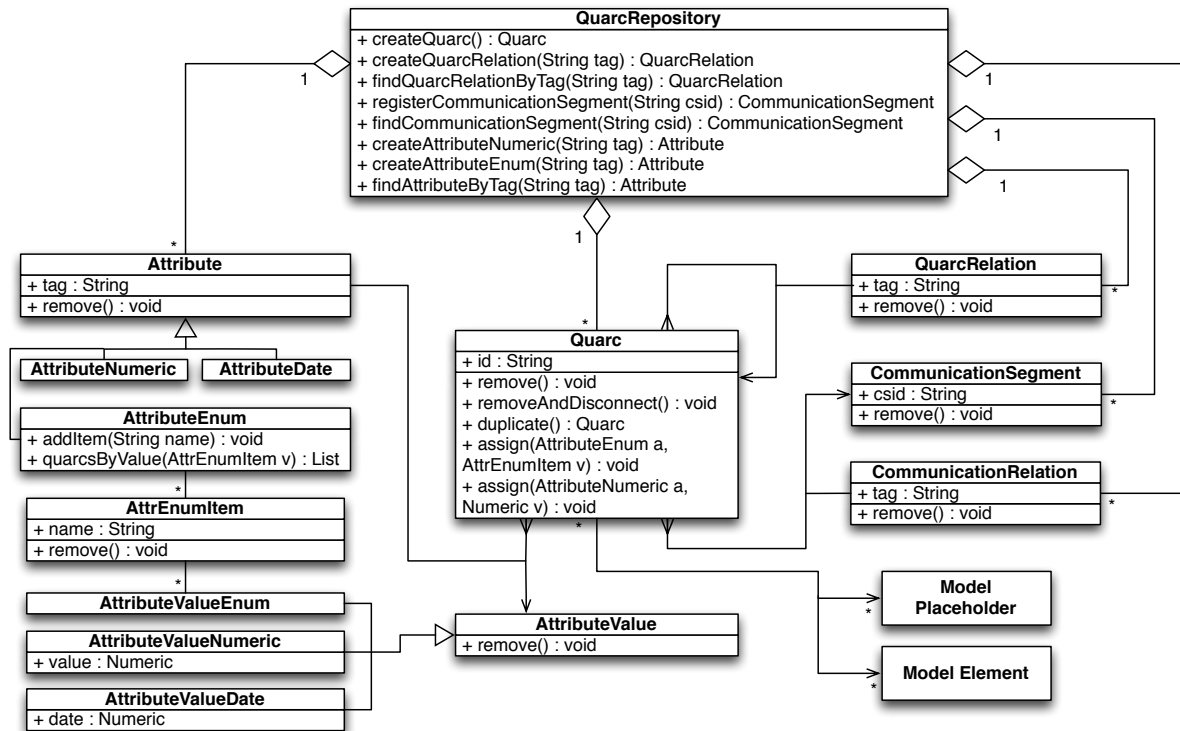 QuarcRepository
+ createQuarc() : Quarc
+ createQuarcRelation(String tag) : QuarcRelation
+ findQuarcRelationByTag(String tag) : QuarcRelation
+ registerCommunicationSegment(String csid) : CommunicationSegment
+ findCommunicationSegment(String csid) : CommunicationSegment
+ createAttributeNumeric(String tag) : Attribute
+ createAttributeEnum(String tag) : Attribute
+ findAttributeByTag(String tag) : Attribute
1
1
1
1
1
*
Attribute
+ tag : String
+ remove() : void
AttributeNumeric
AttributeDate
AttributeEnum
+ addItem(String name) : void
+ quarcsByValue(AttrEnumItem v) : List
*
AttrEnumItem
+ name : String
+ remove() : void
*
AttributeValueEnum
AttributeValueNumeric
+ value : Numeric
AttributeValueDate
+ date : Numeric
*
Quarc
+ id : String
+ remove() : void
+ removeAndDisconnect() : void
+ duplicate() : Quarc
+ assign(AttributeEnum a,
AttrEnumItem v) : void
+ assign(AttributeNumeric a,
Numeric v) : void
*
AttributeValue
+ remove() : void
QuarcRelation
+ tag : String
+ remove() : void
*
CommunicationSegment
+ csid : String
+ remove() : void
*
CommunicationRelation
+ tag : String
+ remove() : void
*
Model
Placeholder
*
Model Element
*